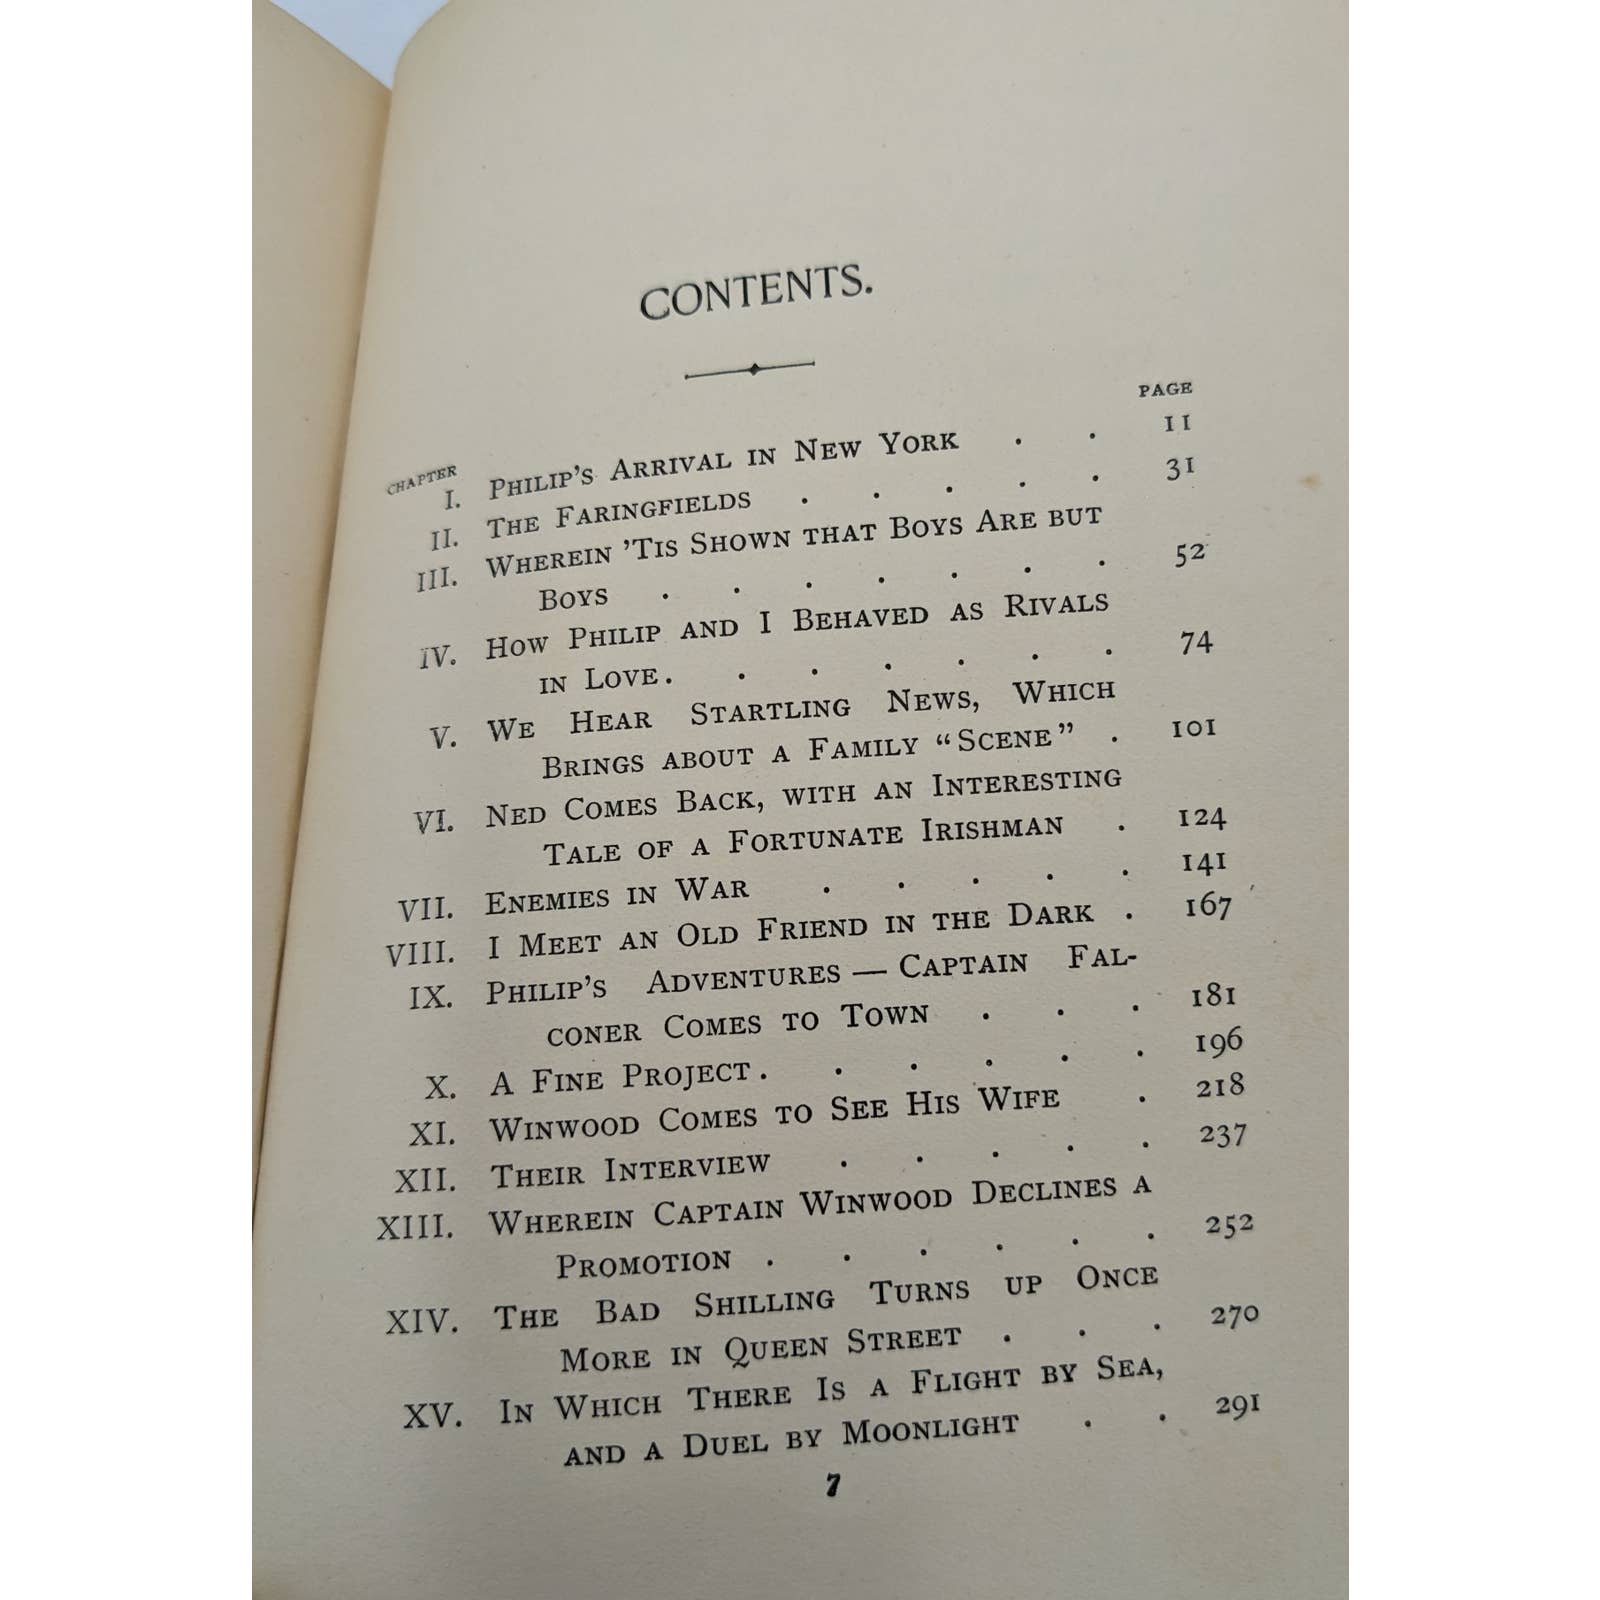 CONTENTS.
PAGE
CHAPTER
I. PHILIP'S ARRIVAL IN NEW YORK . . 11
II. THE FARINGFIELDS . . . . . 31
III. WHEREIN 'TIS SHOWN THAT BOYS ARE BUT
BOYS . . . . . . . 52
IV. HOW PHILIP AND I BEHAVED AS RIVALS
IN LOVE . . . . . . . 74
V. WE HEAR STARTLING NEWS, WHICH
BRINGS ABOUT A FAMILY "SCENE" . 101
VI. NED COMES BACK, WITH AN INTERESTING
TALE OF A FORTUNATE IRISHMAN . 124
VII. ENEMIES IN WAR . . . . . 141
VIII. I MEET AN OLD FRIEND IN THE DARK . 167
IX. PHILIP'S ADVENTURES — CAPTAIN FAL-
CONER COMES TO TOWN . . . 181
X. A FINE PROJECT . . . . . . 196
XI. WINWOOD COMES TO SEE HIS WIFE . 218
XII. THEIR INTERVIEW . . . . . 237
XIII. WHEREIN CAPTAIN WINWOOD DECLINES A
PROMOTION . . . . . . 252
XIV. THE BAD SHILLING TURNS UP ONCE
MORE IN QUEEN STREET . . . 270
XV. IN WHICH THERE IS A FLIGHT BY SEA,
AND A DUEL BY MOONLIGHT . . 291
7